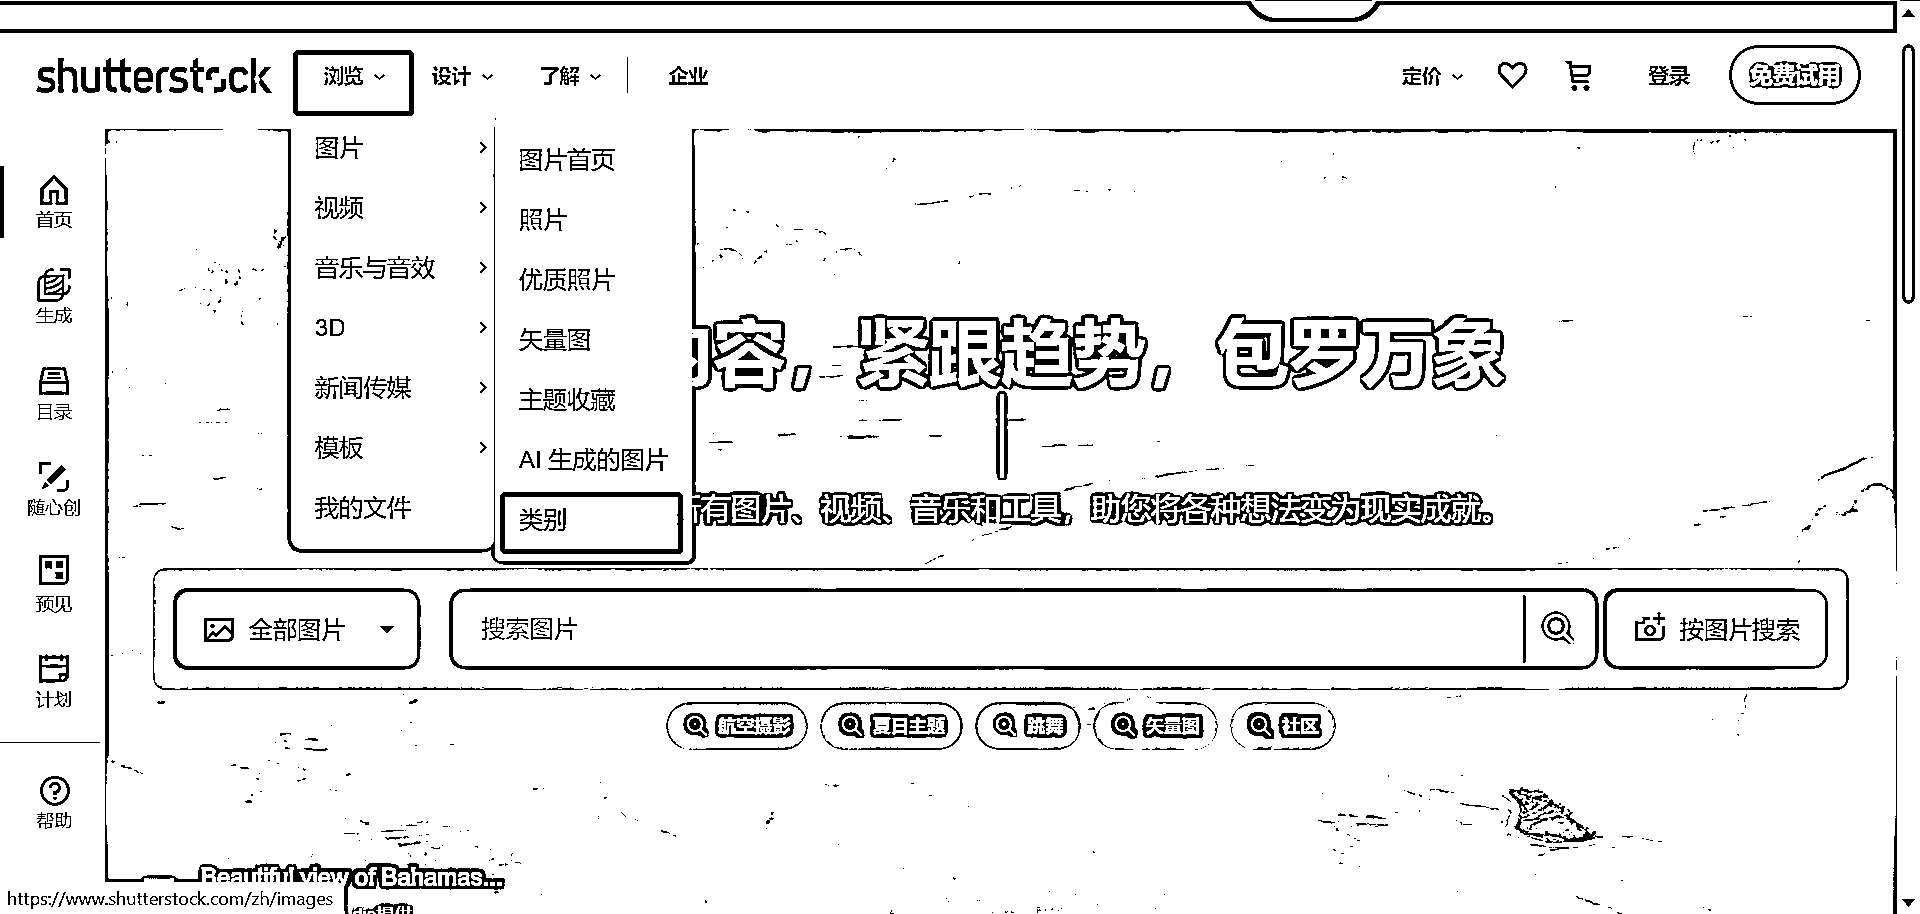 shutterstock 浏览 设计 了解 企业 定价 登录 免费试用
首页
生成
目录
随心创
预见
计划
帮助
图片
视频
音乐与音效
3D
新闻传媒
模板
我的文件
图片首页
照片
优质照片
矢量图
主题收藏
AI 生成的图片
类别
容，紧跟趋势，包罗万象
有图片、视频、音乐和工具，助您将各种想法变为现实成就。
全部图片 搜索图片 按图片搜索
航空摄影 夏日主题 跳舞 矢量图 社区
Beautiful view of Bahamas...
https://www.shutterstock.com/zh/images